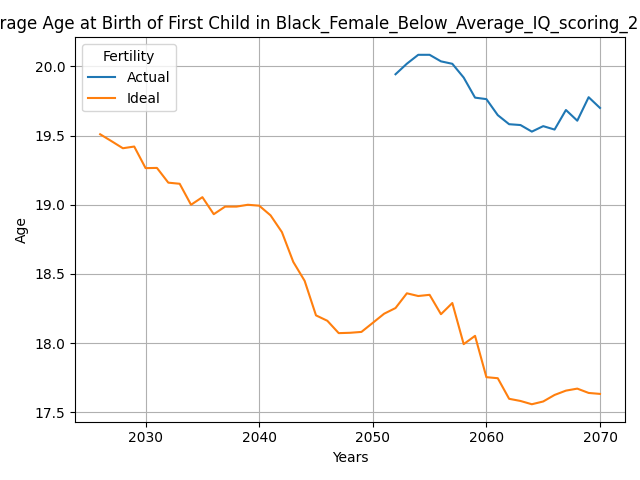 rage Age at Birth of First Child in Black_Female_Below_Average_IQ_scoring_2
Fertility
Actual
Ideal
20.0
19.5
19.0
18.5
18.0
17.5
Age
2030 2040 2050 2060 2070
Years